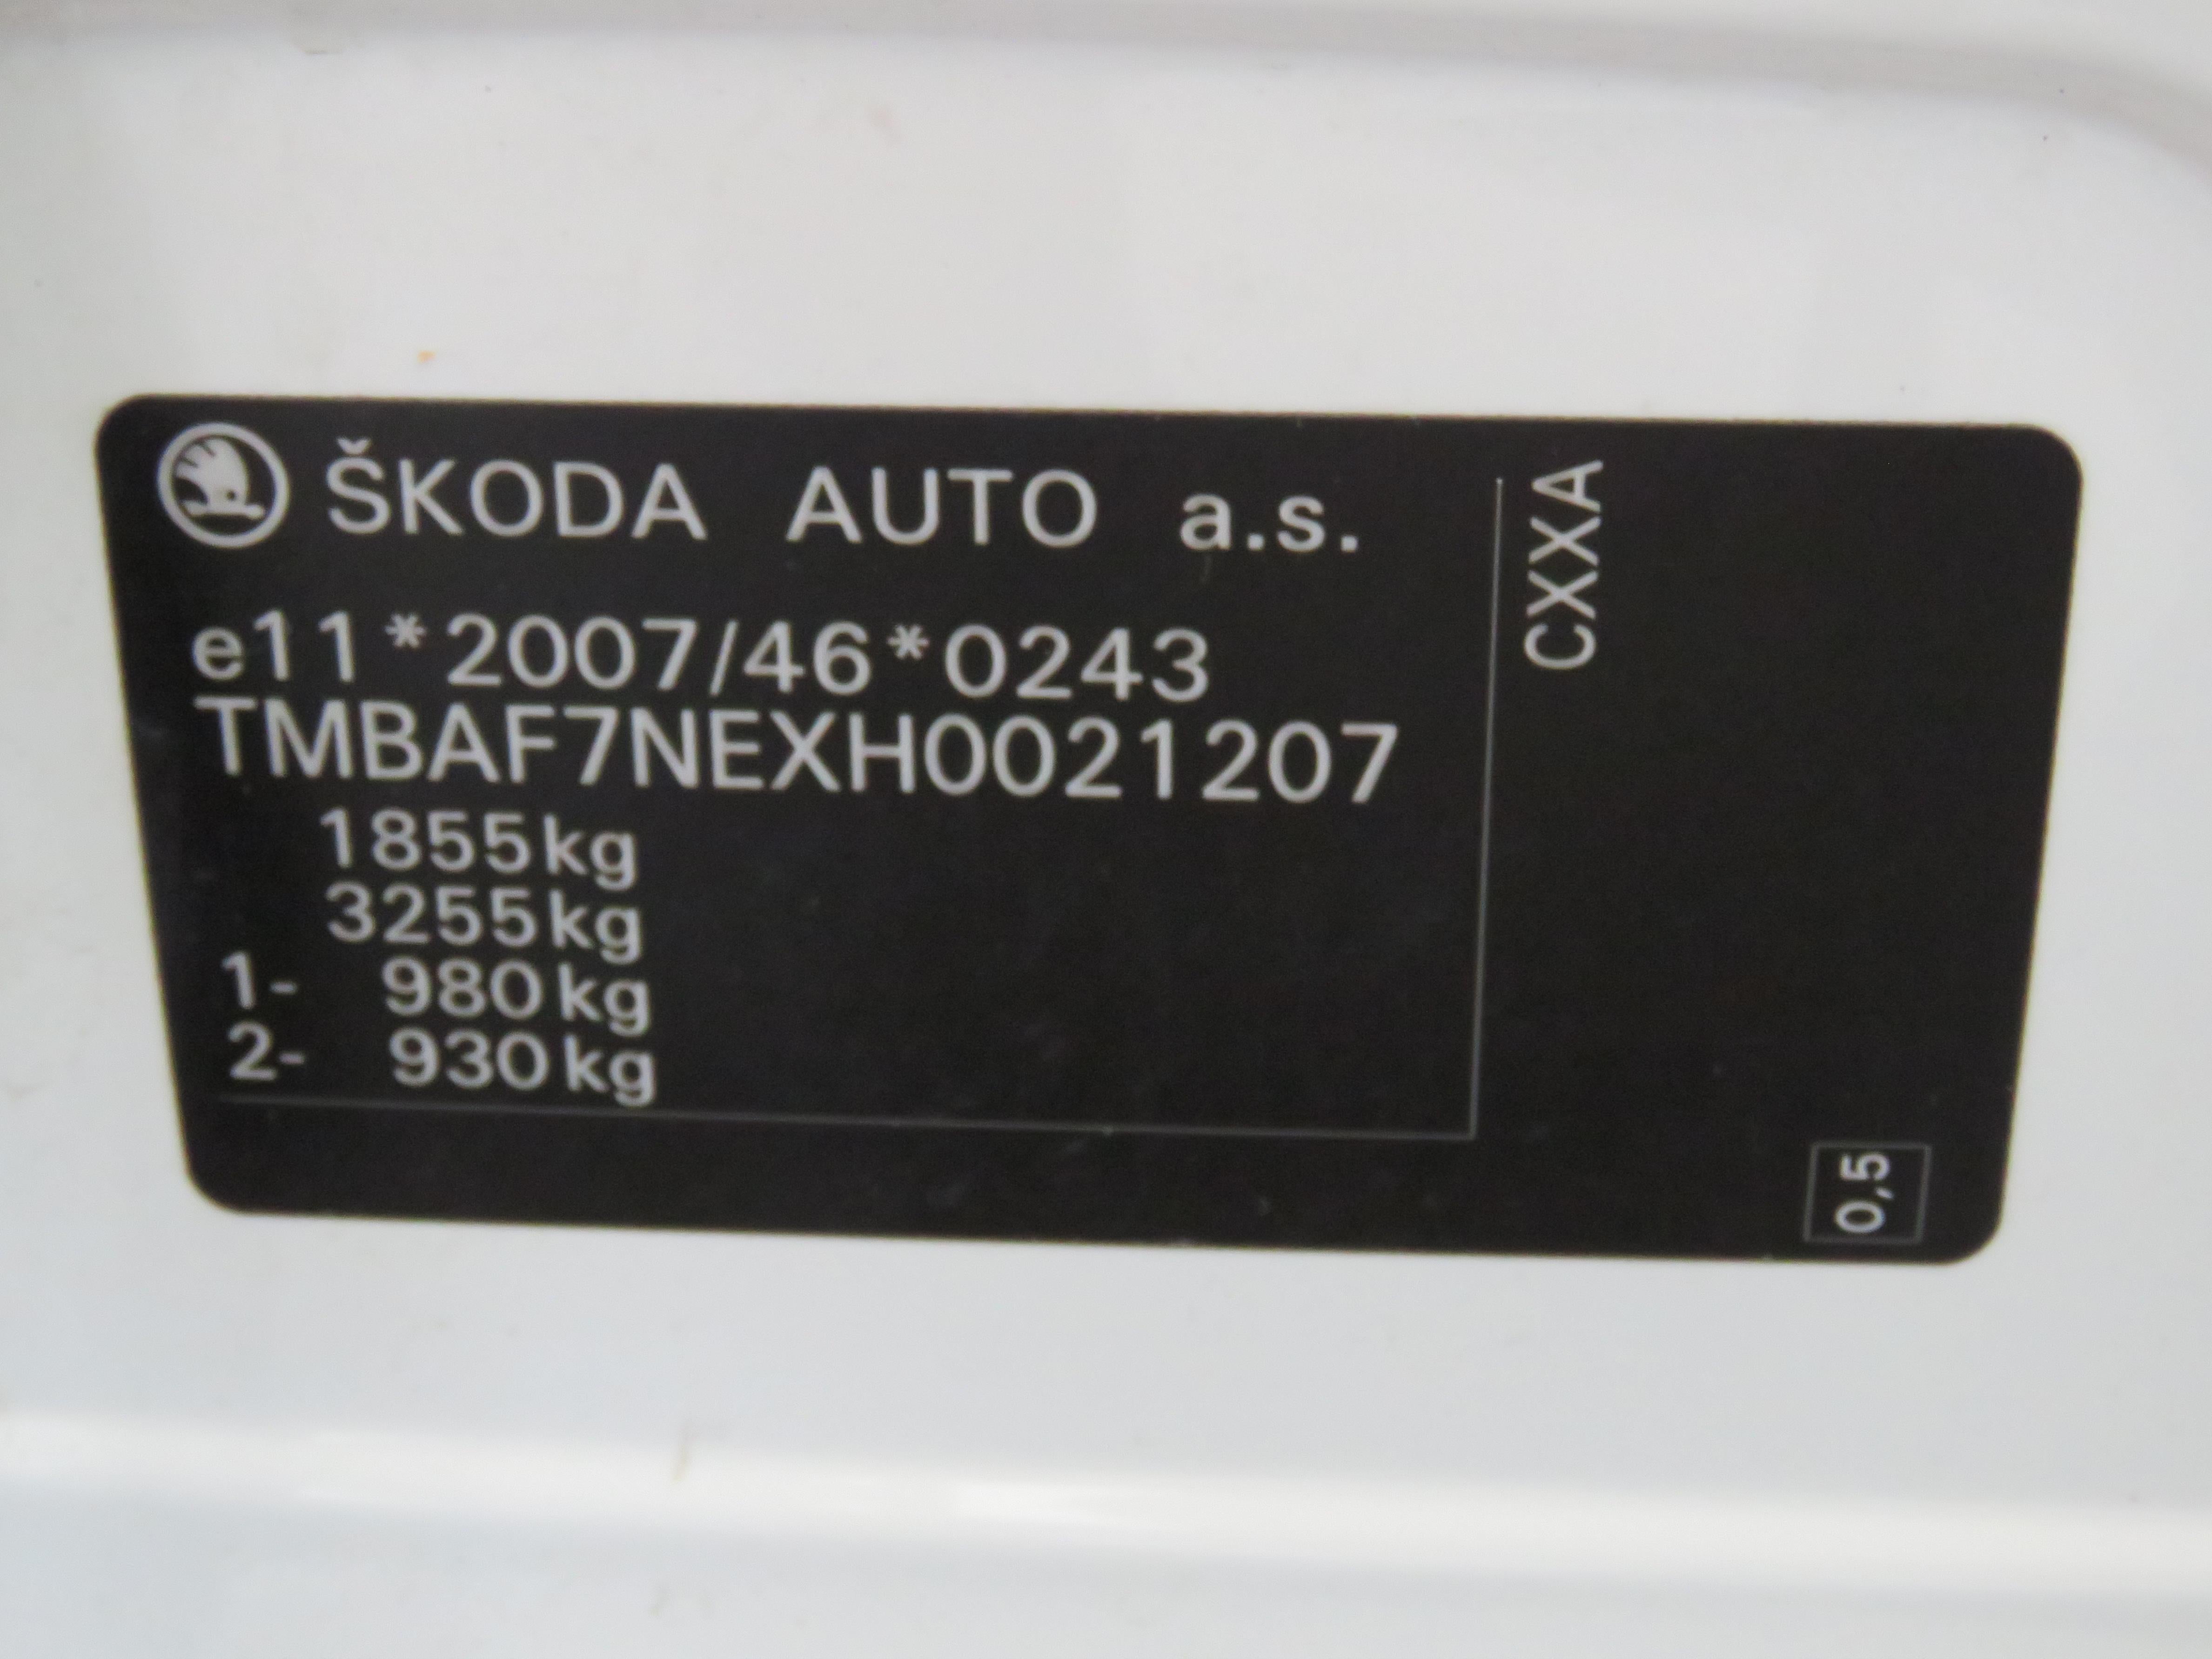 ŠKODA AUTO a.s.
e11*2007/46*0243
TMBAF7NEXH0021207
1855kg
3255kg
1- 980kg
2- 930kg
CXXA
0,5